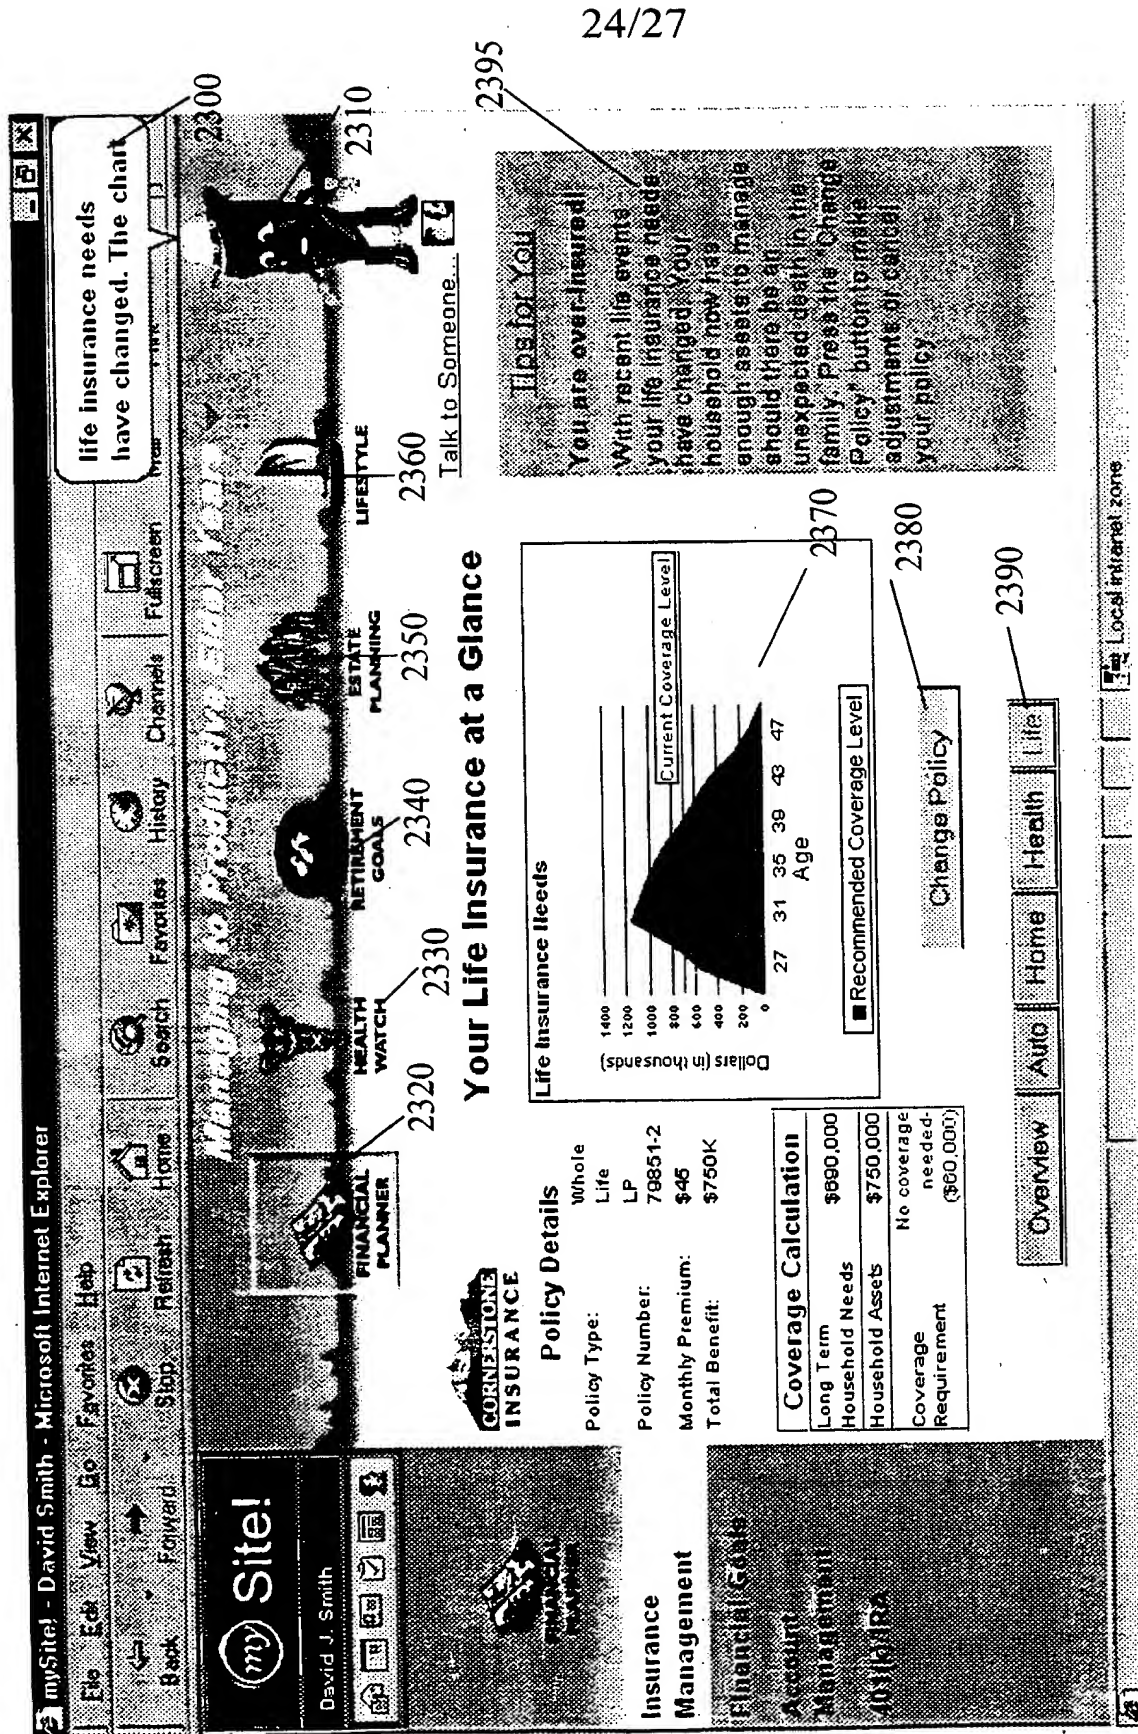 24/27
mySite! - David Smith - Microsoft Internet Explorer
File Edit View Go Favorites Help
Back Forward Stop Refresh Home Search Favorites History Channels Fullscreen Mail
life insurance needs
have changed. The chart
2300
my Site!
David J. Smith
2310
FINANCIAL
PLANNER
HEALTH
WATCH
RETIREMENT
GOALS
ESTATE
PLANNING
LIFESTYLE
2320
2330
2340
2350
2360
Talk to Someone...
FINANCIAL
PLANNER
Insurance
Management
Financial Goals
Account
Management
401k/IRA
CORNERSTONE
INSURANCE
Your Life Insurance at a Glance
Policy Details
Policy Type: Whole
Life
Policy Number: LP
79851-2
Monthly Premium: $45
Total Benefit: $750K
Coverage Calculation
Long Term
Household Needs $690,000
Household Assets $750,000
Coverage
Requirement
No coverage
needed-
($60,000)
Life Insurance Needs
Dollars (in thousands)
1400
1200
1000
800
600
400
200
0
Current Coverage Level
27 31 35 39 43 47
Age
Recommended Coverage Level
2370
Change Policy
2380
Overview Auto Home Health Life
2390
2395
Tips for You
You are over-insured!
With recent life events
your life insurance needs
have changed. Your
household now has
enough assets to manage
should there be an
unexpected death in the
family. Press the "Change
Policy" button to make
adjustments or cancel
your policy.
Local intranet zone